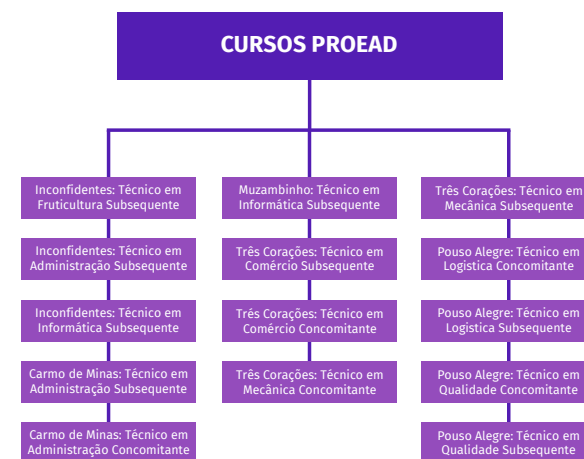 CURSOS PROEAD
Inconfidentes: Técnico em
Fruticultura Subsequente
Inconfidentes: Técnico em
Administração Subsequente
Inconfidentes: Técnico em
Informática Subsequente
Carmo de Minas: Técnico em
Administração Subsequente
Carmo de Minas: Técnico em
Administração Concomitante
Muzambinho: Técnico em
Informática Subsequente
Três Corações: Técnico em
Comércio Subsequente
Três Corações: Técnico em
Comércio Concomitante
Três Corações: Técnico em
Mecânica Concomitante
Três Corações: Técnico em
Mecânica Subsequente
Pouso Alegre: Técnico em
Logistica Concomitante
Pouso Alegre: Técnico em
Logistica Subsequente
Pouso Alegre: Técnico em
Qualidade Concomitante
Pouso Alegre: Técnico em
Qualidade Subsequente